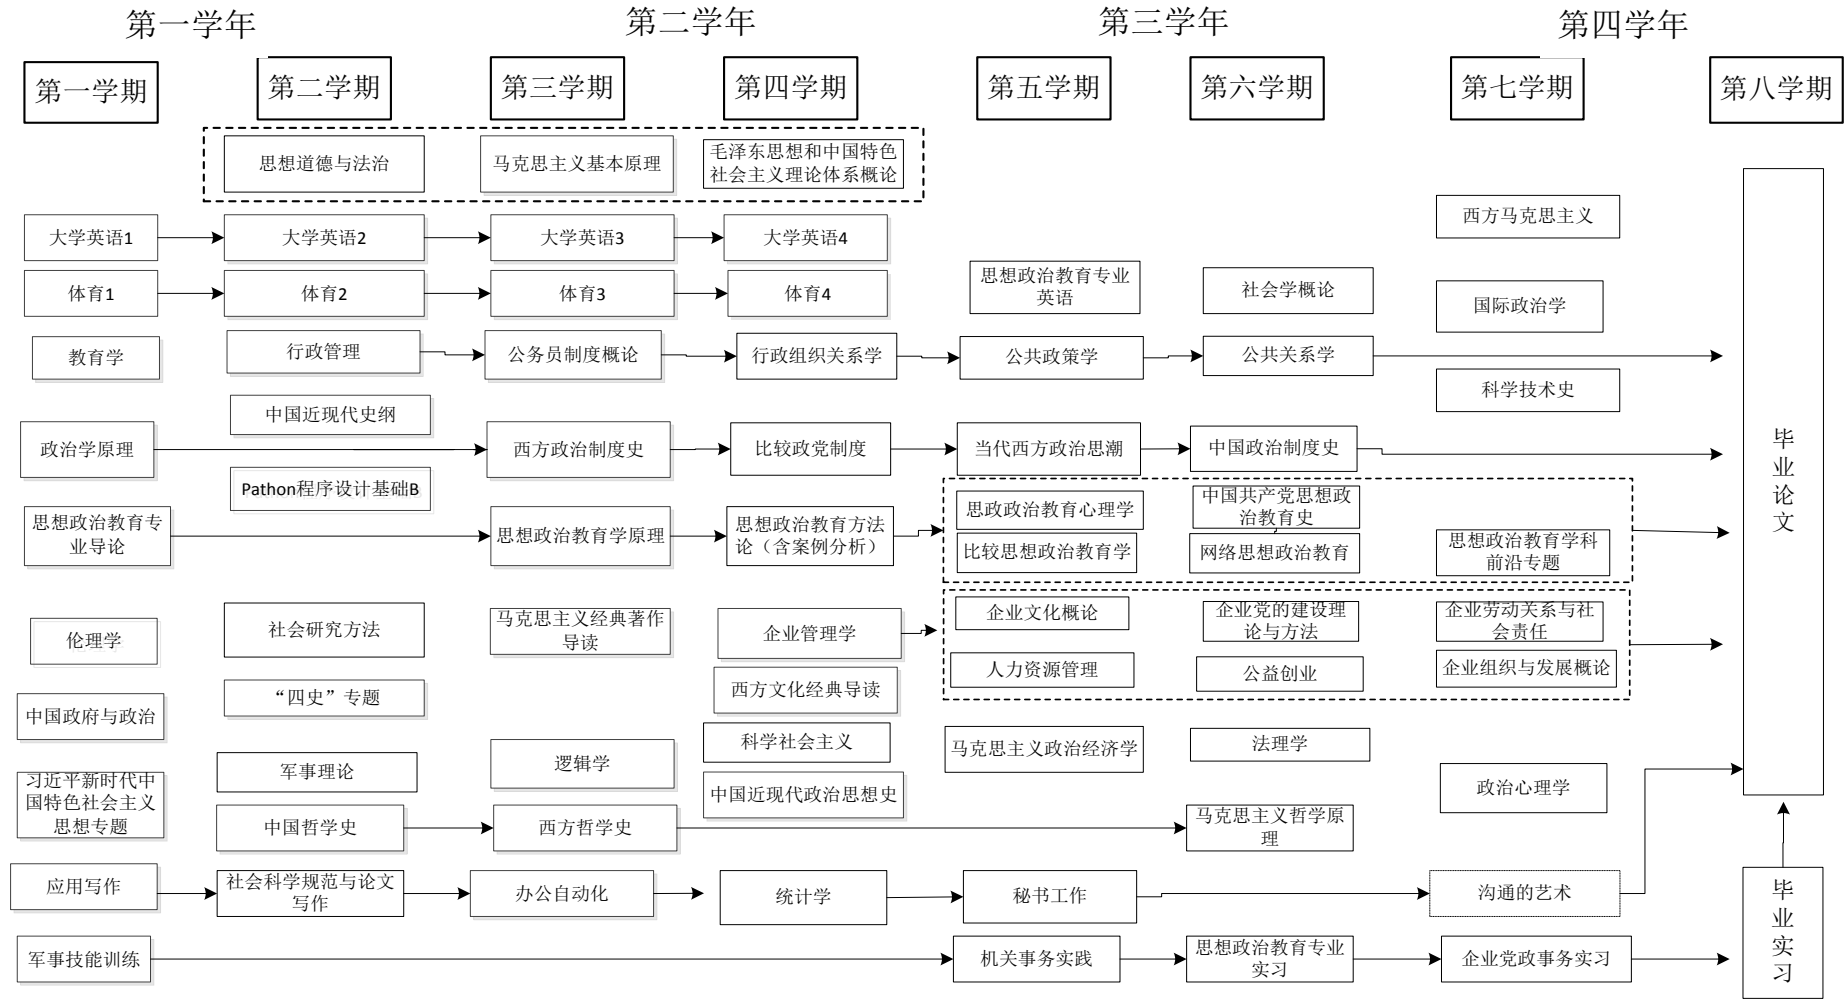 第一学年
第二学年
第三学年
第四学年
第一学期
第二学期
第三学期
第四学期
第五学期
第六学期
第七学期
第八学期
思想道德与法治
马克思主义基本原理
毛泽东思想和中国特色
社会主义理论体系概论
西方马克思主义
大学英语1
大学英语2
大学英语3
大学英语4
体育1
体育2
体育3
体育4
思想政治教育专业
英语
社会学概论
国际政治学
教育学
行政管理
公务员制度概论
行政组织关系学
公共政策学
公共关系学
科学技术史
中国近现代史纲
政治学原理
西方政治制度史
比较政党制度
当代西方政治思潮
中国政治制度史
Pathon程序设计基础B
思想政治教育专
业导论
思想政治教育学原理
思想政治教育方法
论（含案例分析）
思政政治教育心理学
中国共产党思想政
治教育史
比较思想政治教育学
网络思想政治教育
思想政治教育学科
前沿专题
伦理学
社会研究方法
马克思主义经典著作
导读
企业管理学
企业文化概论
企业党的建设理
论与方法
企业劳动关系与社
会责任
人力资源管理
公益创业
企业组织与发展概论
中国政府与政治
“四史”专题
西方文化经典导读
科学社会主义
马克思主义政治经济学
法理学
习近平新时代中
国特色社会主义
思想专题
军事理论
逻辑学
中国近现代政治思想史
政治心理学
中国哲学史
西方哲学史
马克思主义哲学原
理
应用写作
社会科学规范与论文
写作
办公自动化
统计学
秘书工作
沟通的艺术
军事技能训练
机关事务实践
思想政治教育专业
实习
企业党政事务实习
毕业论文
毕业实习